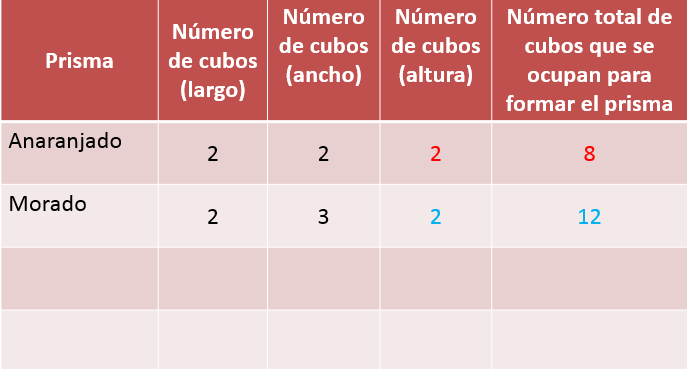 Prisma
Número
de cubos
(largo)
Número
de cubos
(ancho)
Número
de cubos
(altura)
Número total de
cubos que se
ocupan para
formar el prisma
Anaranjado 2 2 2 8
Morado 2 3 2 12